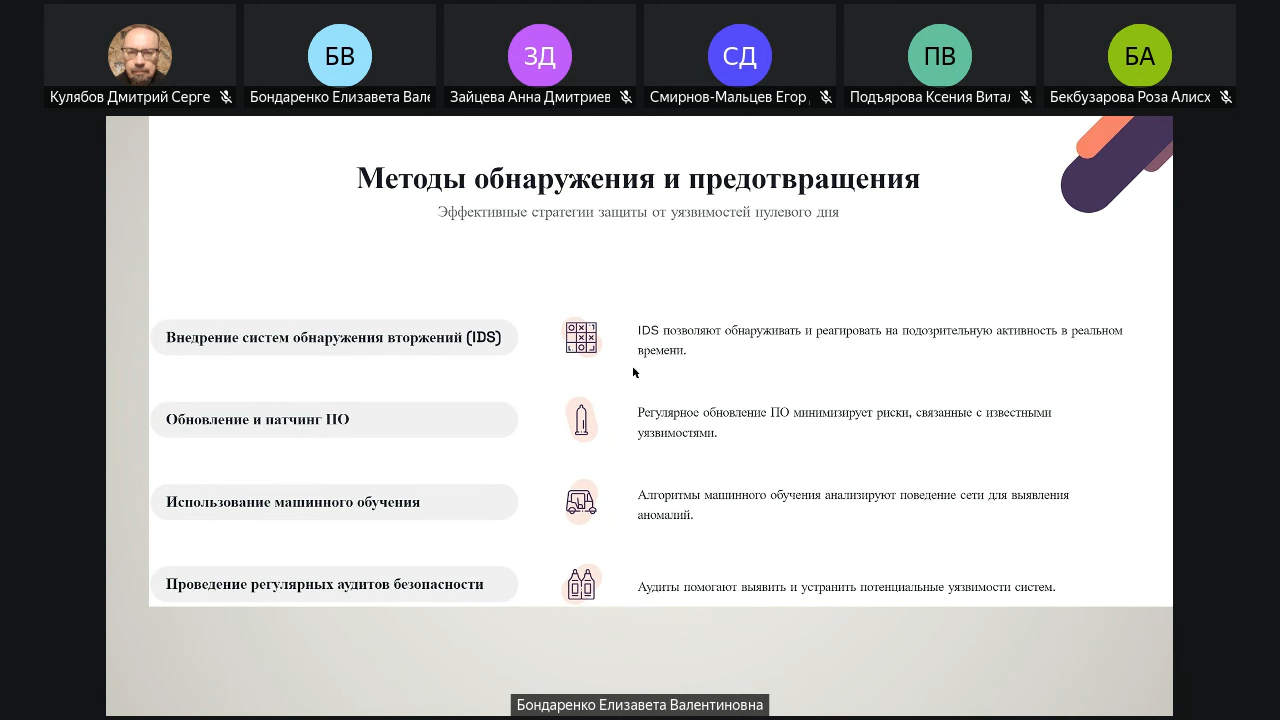 БВ
ЗД
СД
ПВ
БА
Кулябов Дмитрий Серге
Бондаренко Елизавета Вале
Зайцева Анна Дмитриев
Смирнов-Мальцев Егор
Подъярова Ксения Витал
Бекбузарова Роза Алисх
Методы обнаружения и предотвращения
Эффективные стратегии защиты от уязвимостей нулевого дня
Внедрение систем обнаружения вторжений (IDS)
IDS позволяют обнаруживать и реагировать на подозрительную активность в реальном
времени.
Обновление и патчинг ПО
Регулярное обновление ПО минимизирует риски, связанные с известными
уязвимостями.
Использование машинного обучения
Алгоритмы машинного обучения анализируют поведение сети для выявления
аномалий.
Проведение регулярных аудитов безопасности
Аудиты помогают выявить и устранить потенциальные уязвимости систем.
Бондаренко Елизавета Валентиновна